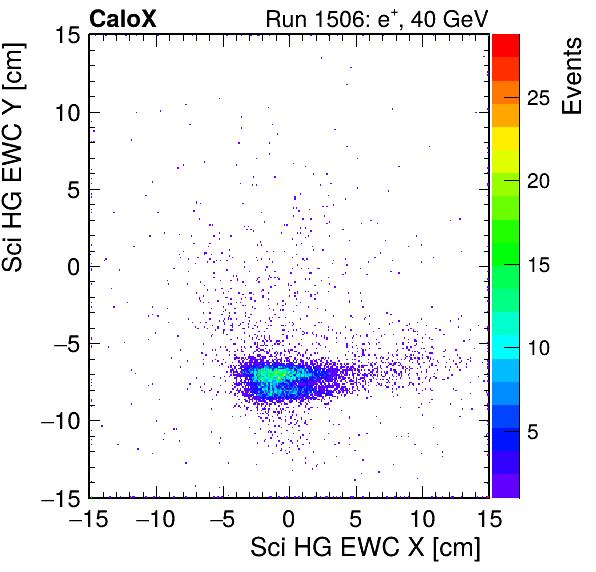 CaloX
Run 1506: e+, 40 GeV
Sci HG EWC Y [cm]
15
10
5
0
−5
−10
−15
−15 −10 −5 0 5 10 15
Sci HG EWC X [cm]
Events
25
20
15
10
5